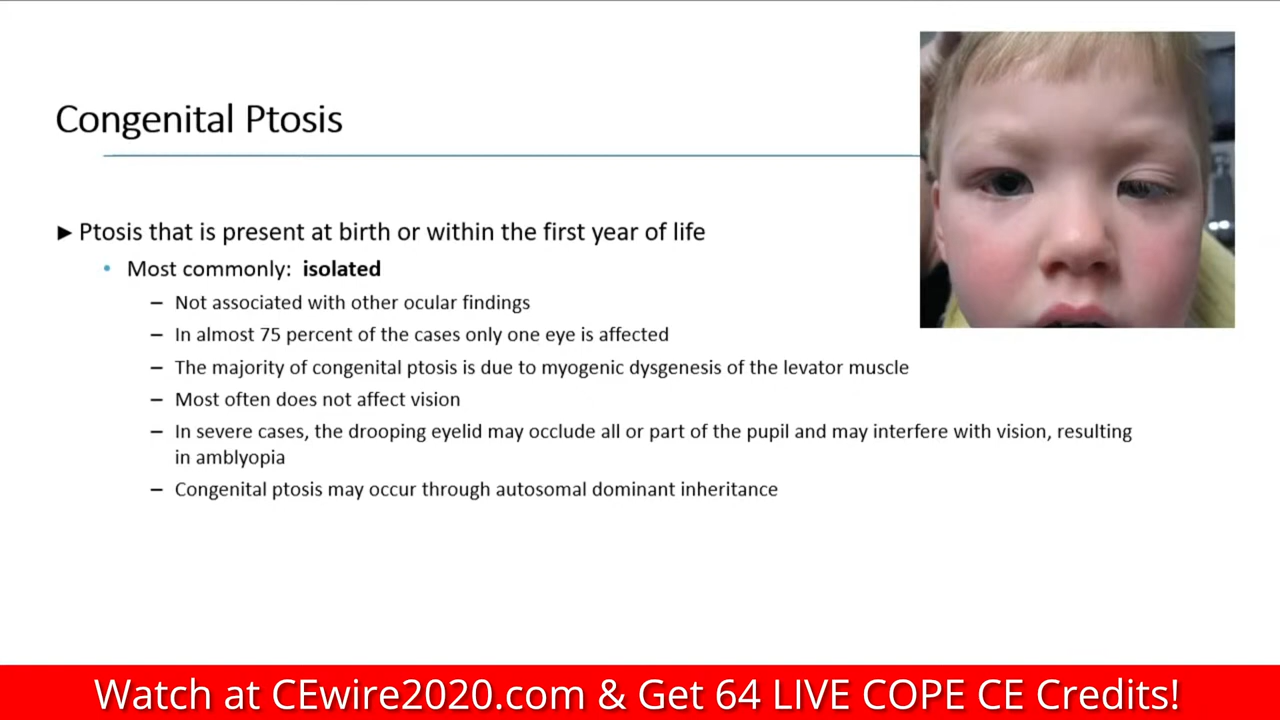 Congenital Ptosis
► Ptosis that is present at birth or within the first year of life
• Most commonly: isolated
– Not associated with other ocular findings
– In almost 75 percent of the cases only one eye is affected
– The majority of congenital ptosis is due to myogenic dysgenesis of the levator muscle
– Most often does not affect vision
– In severe cases, the drooping eyelid may occlude all or part of the pupil and may interfere with vision, resulting
in amblyopia
– Congenital ptosis may occur through autosomal dominant inheritance
Watch at CEwire2020.com & Get 64 LIVE COPE CE Credits!